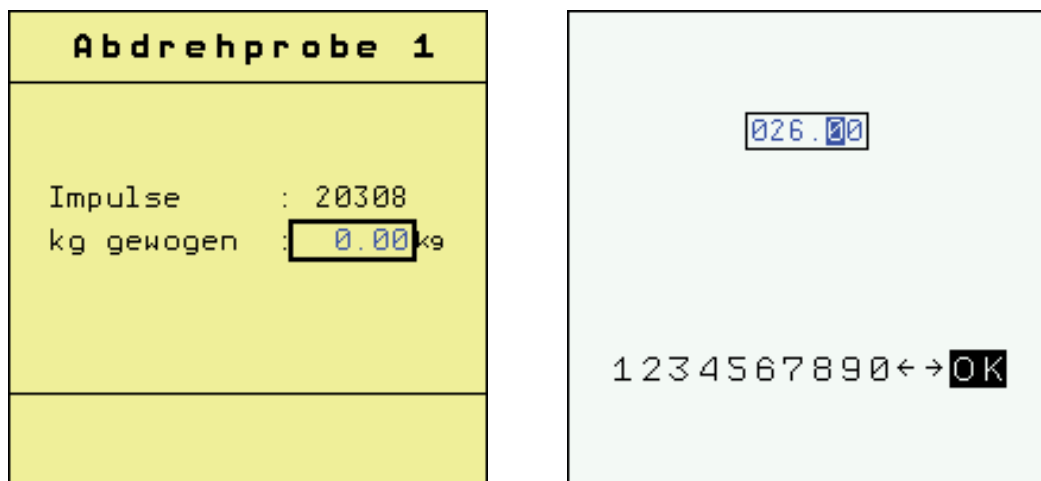 Abdrehprobe 1
Impulse : 20308
kg gewogen : 0.00 kg
026.00
1234567890←→OK